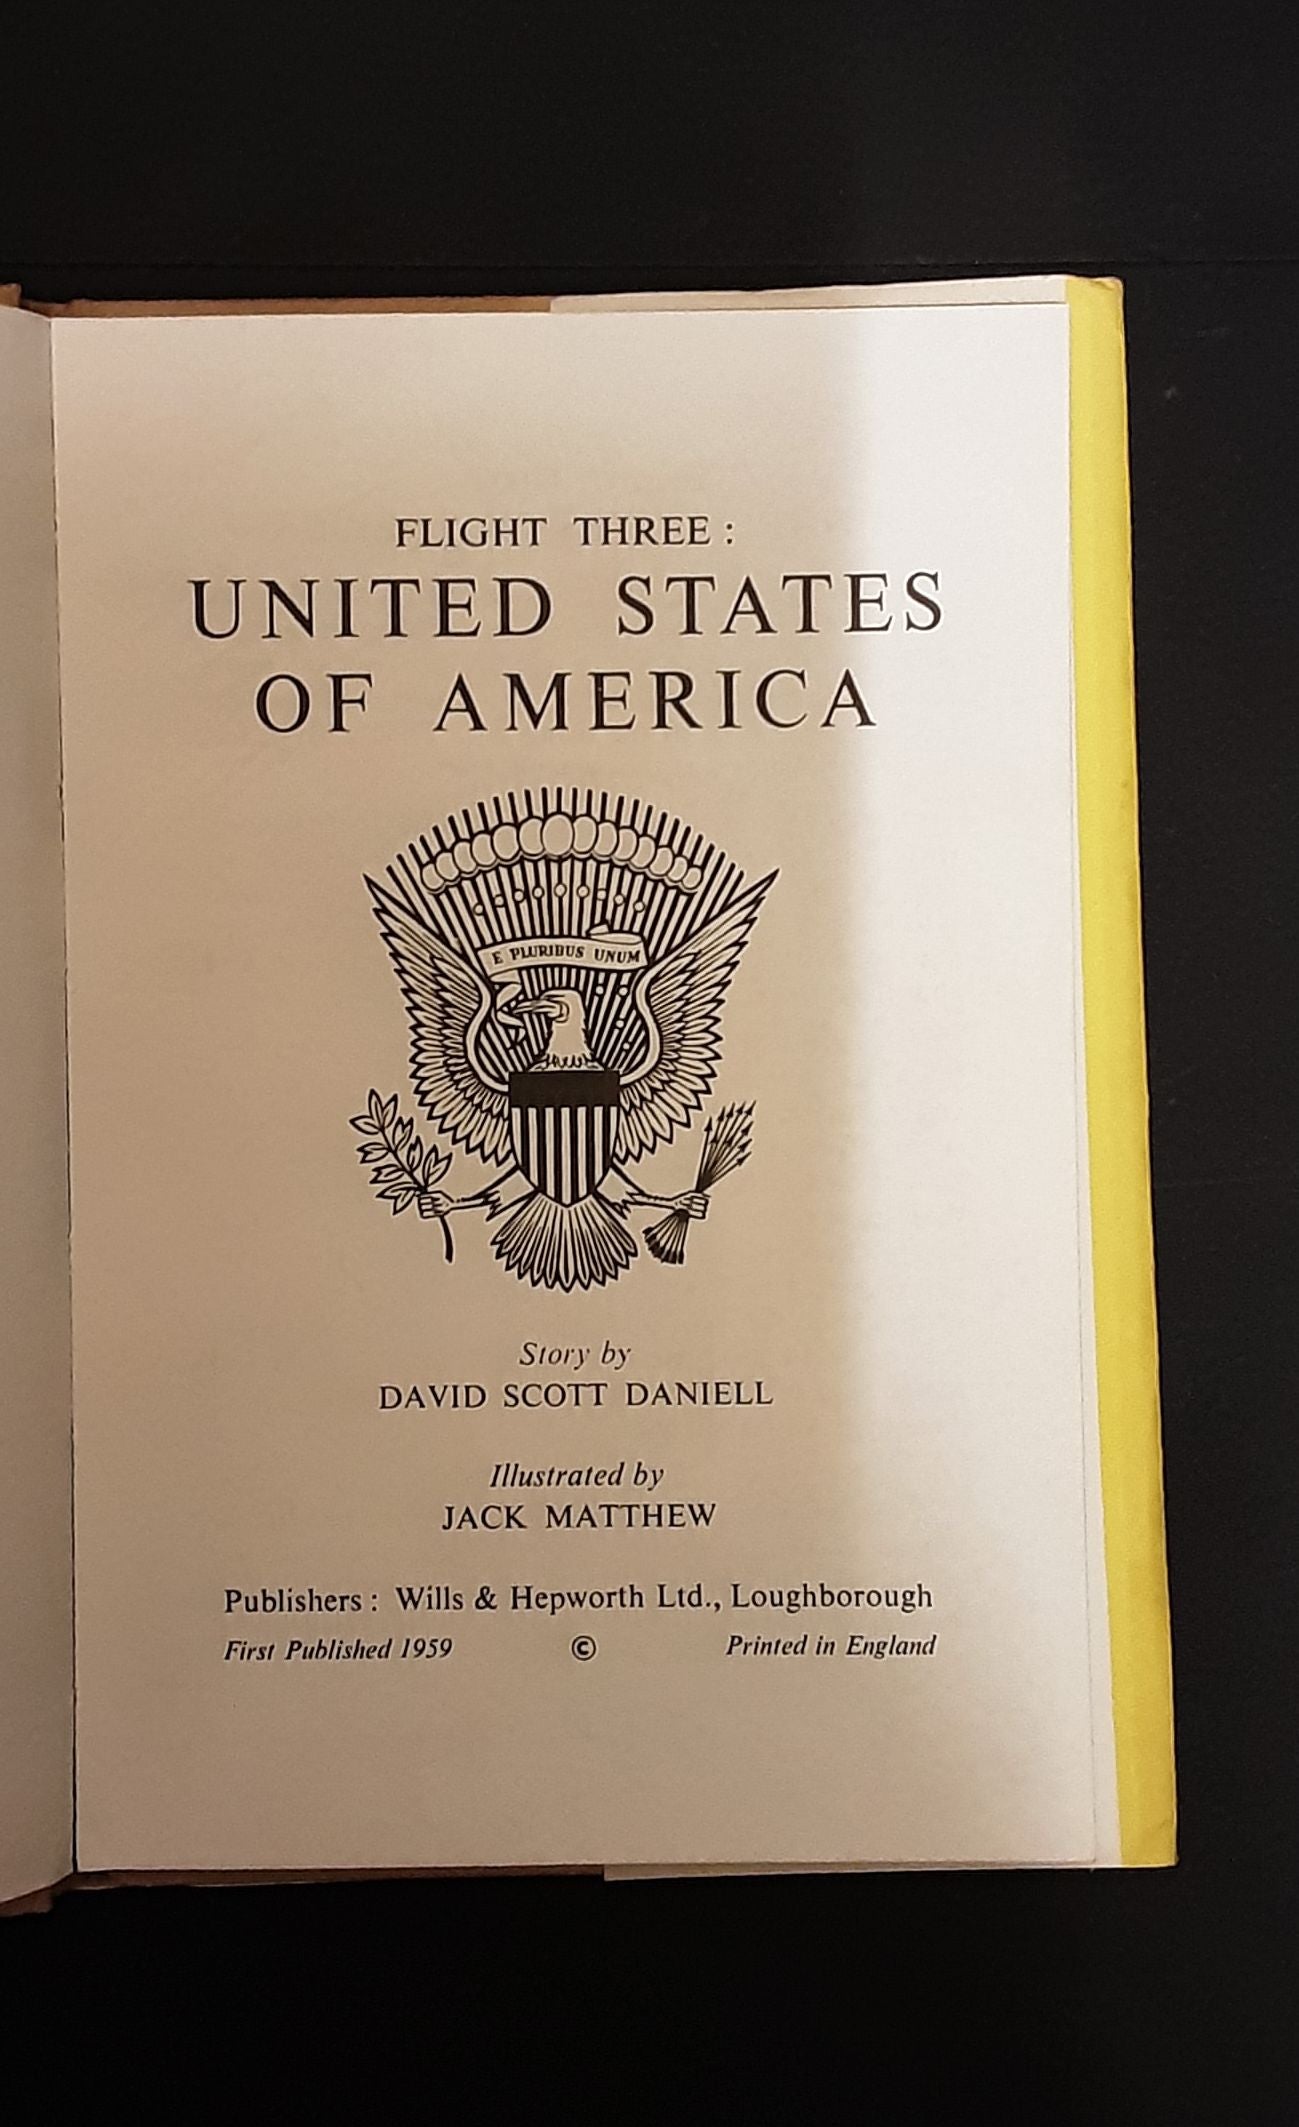 FLIGHT THREE :
UNITED STATES
OF AMERICA
E PLURIBUS UNUM
Story by
DAVID SCOTT DANIELL
Illustrated by
JACK MATTHEW
Publishers : Wills & Hepworth Ltd., Loughborough
First Published 1959 © Printed in England